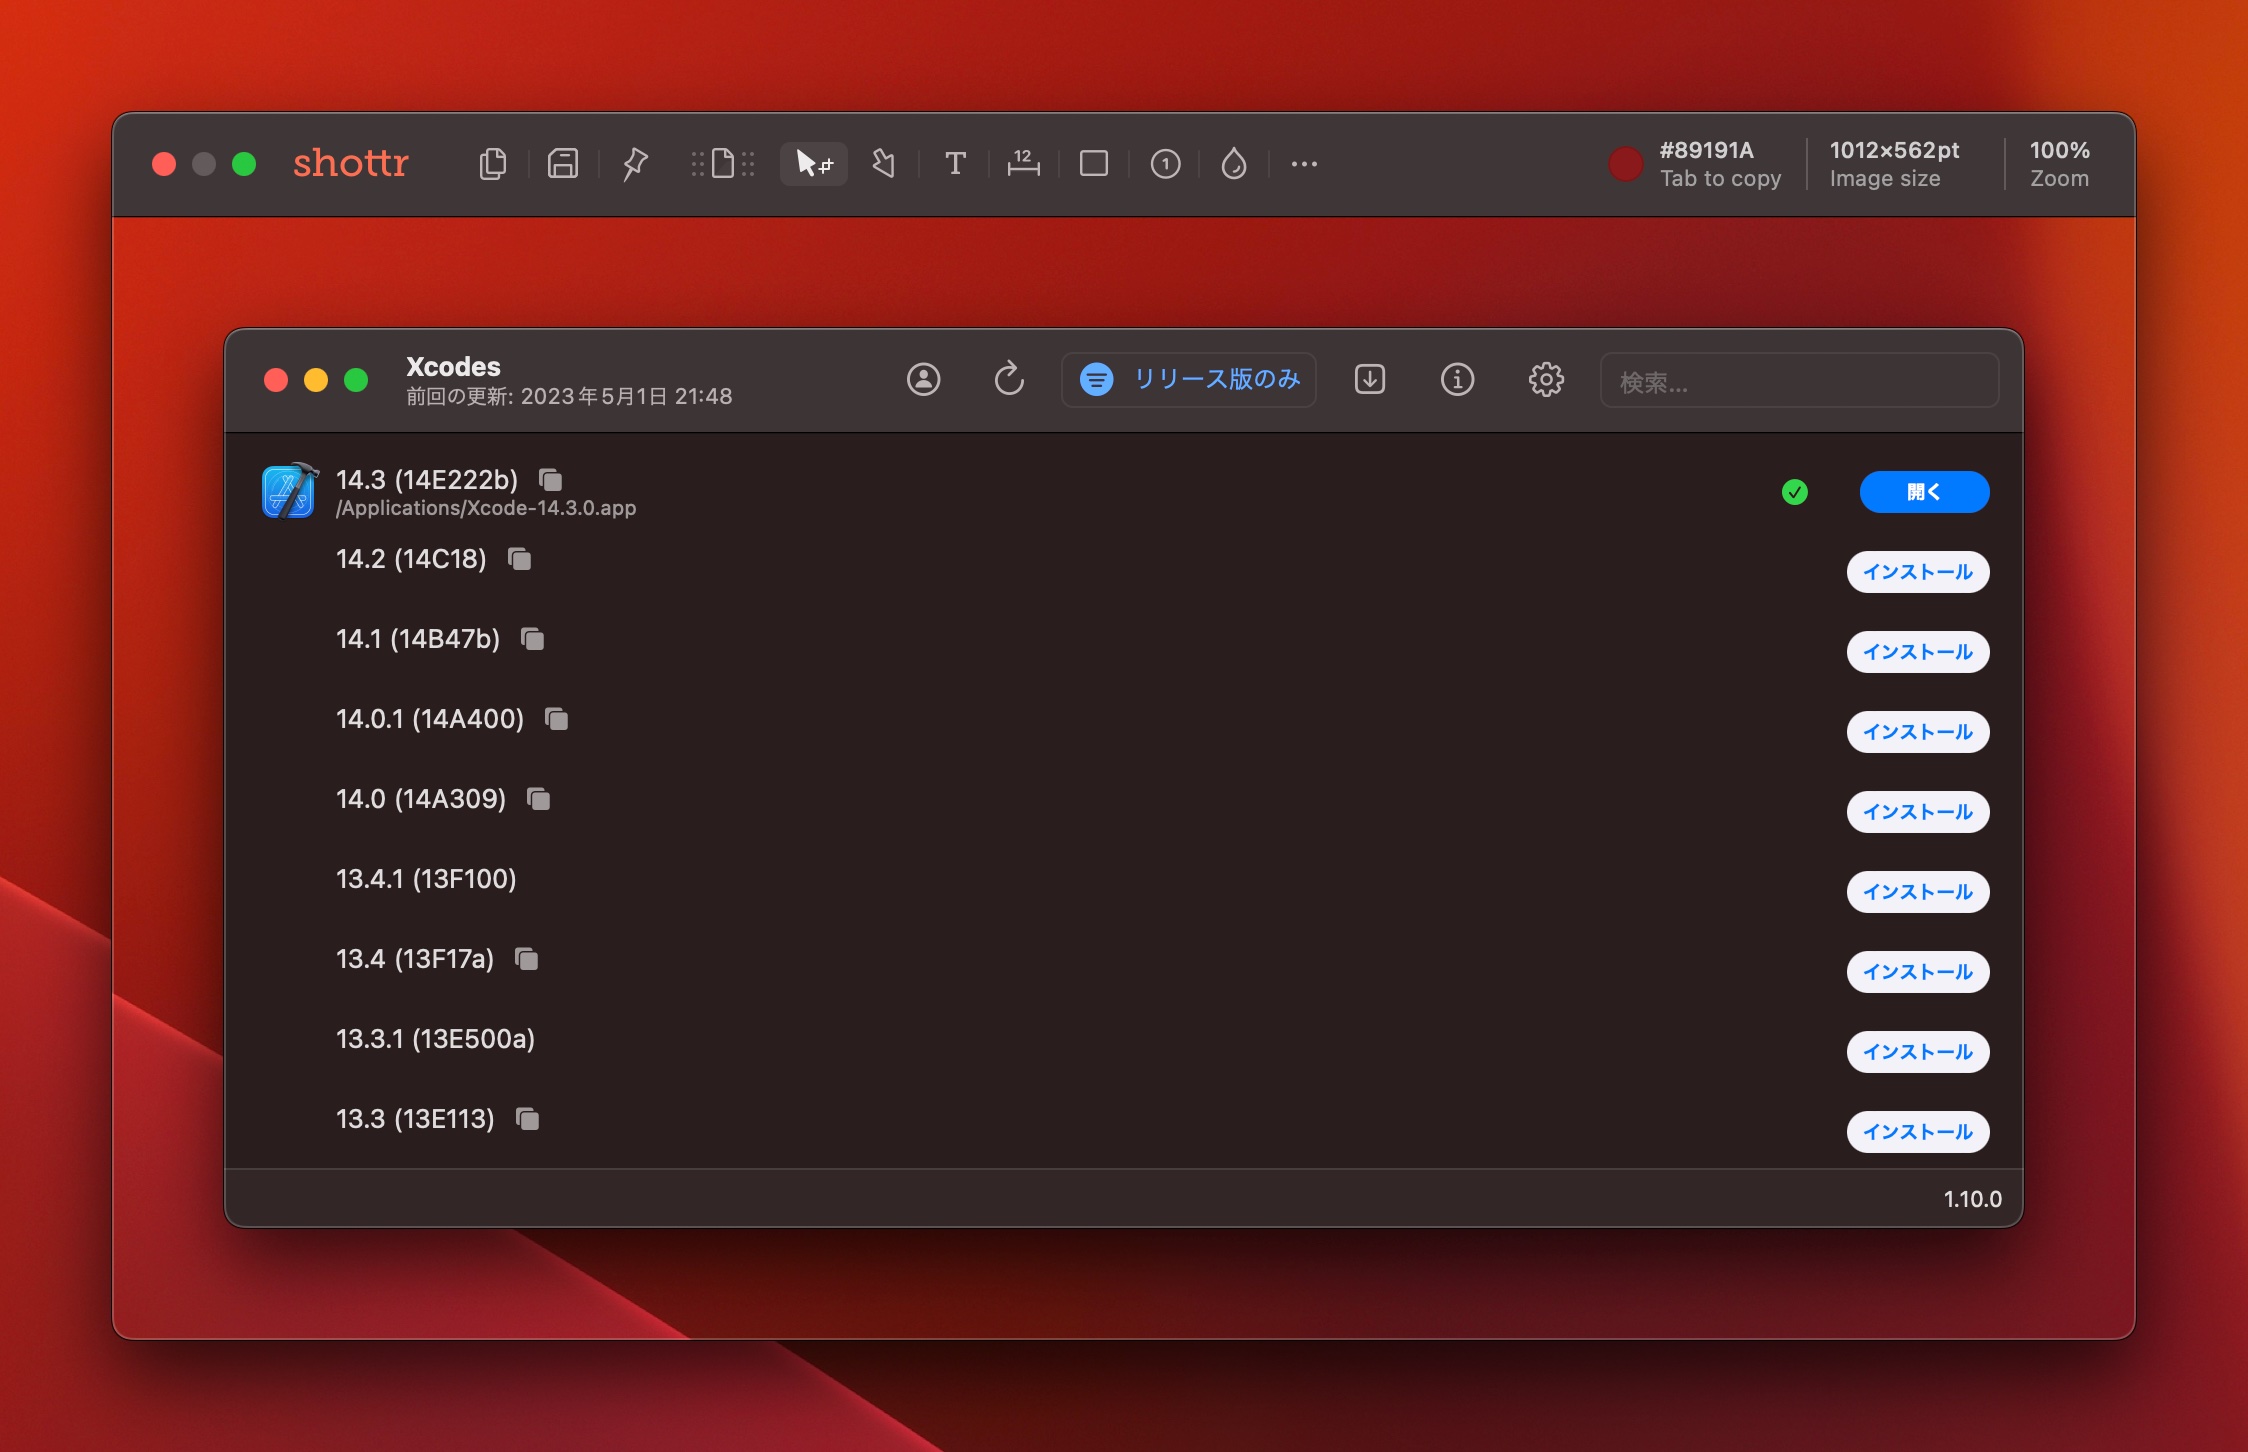 shottr
T
12
1
#89191A
Tab to copy
1012×562pt
Image size
100%
Zoom
Xcodes
前回の更新: 2023年5月1日 21:48
リリース版のみ
検索...
14.3 (14E222b)
/Applications/Xcode-14.3.0.app
開く
14.2 (14C18)
インストール
14.1 (14B47b)
インストール
14.0.1 (14A400)
インストール
14.0 (14A309)
インストール
13.4.1 (13F100)
インストール
13.4 (13F17a)
インストール
13.3.1 (13E500a)
インストール
13.3 (13E113)
インストール
1.10.0